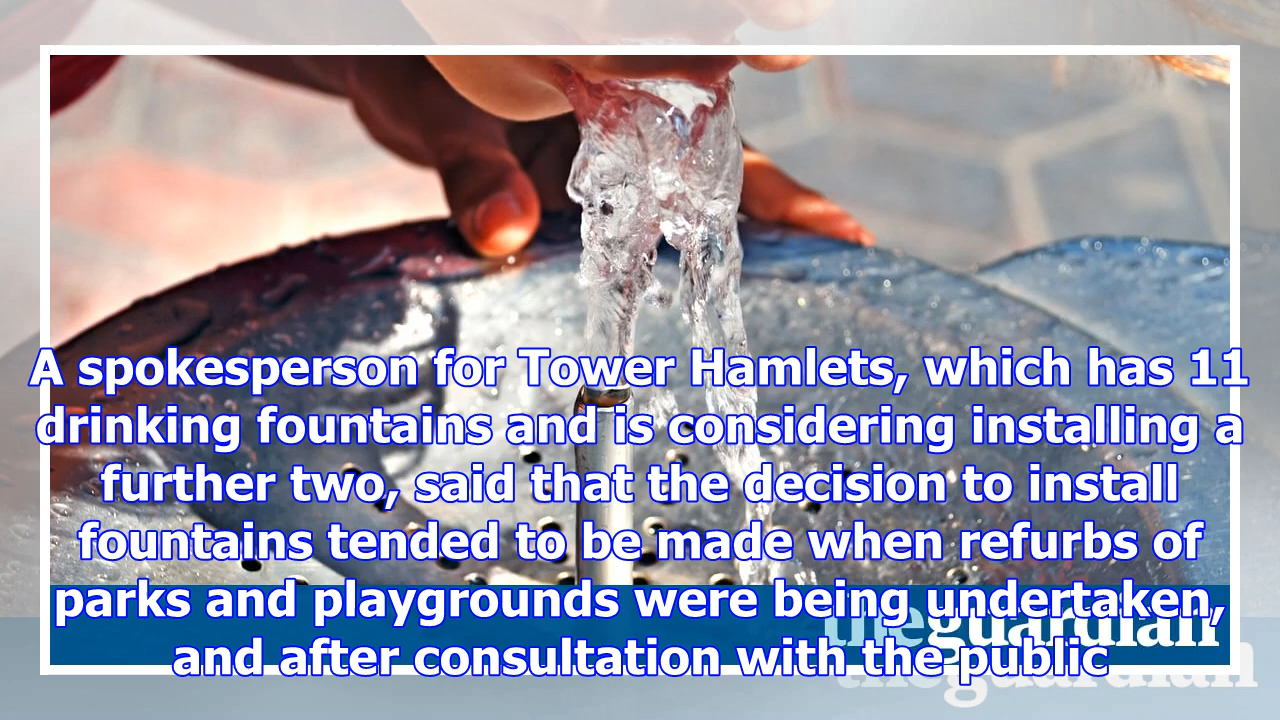 A spokesperson for Tower Hamlets, which has 11
drinking fountains and is considering installing a
further two, said that the decision to install
fountains tended to be made when refurbs of
parks and playgrounds were being undertaken,
and after consultation with the public
theguardian
theguardian